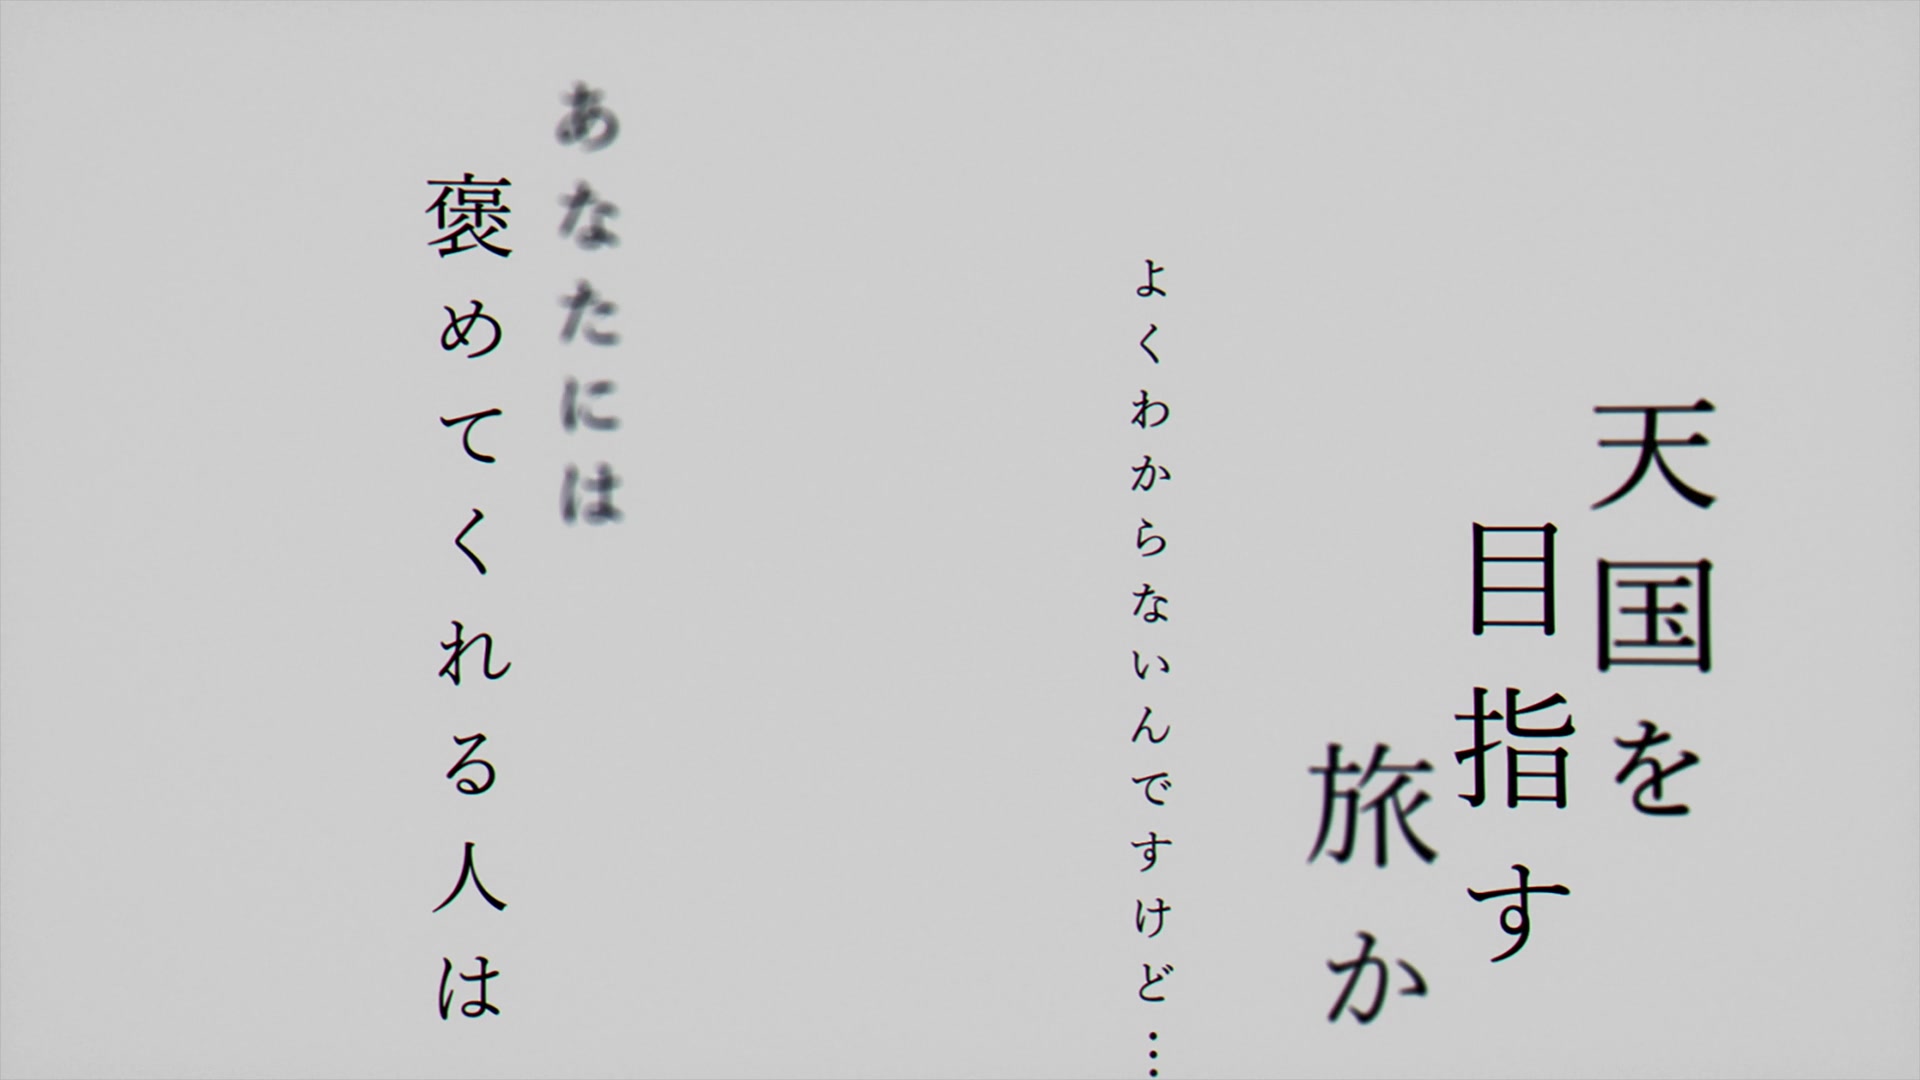 天国を
目指す
旅か
よくわからないんですけど…
あなたには
褒めてくれる人は